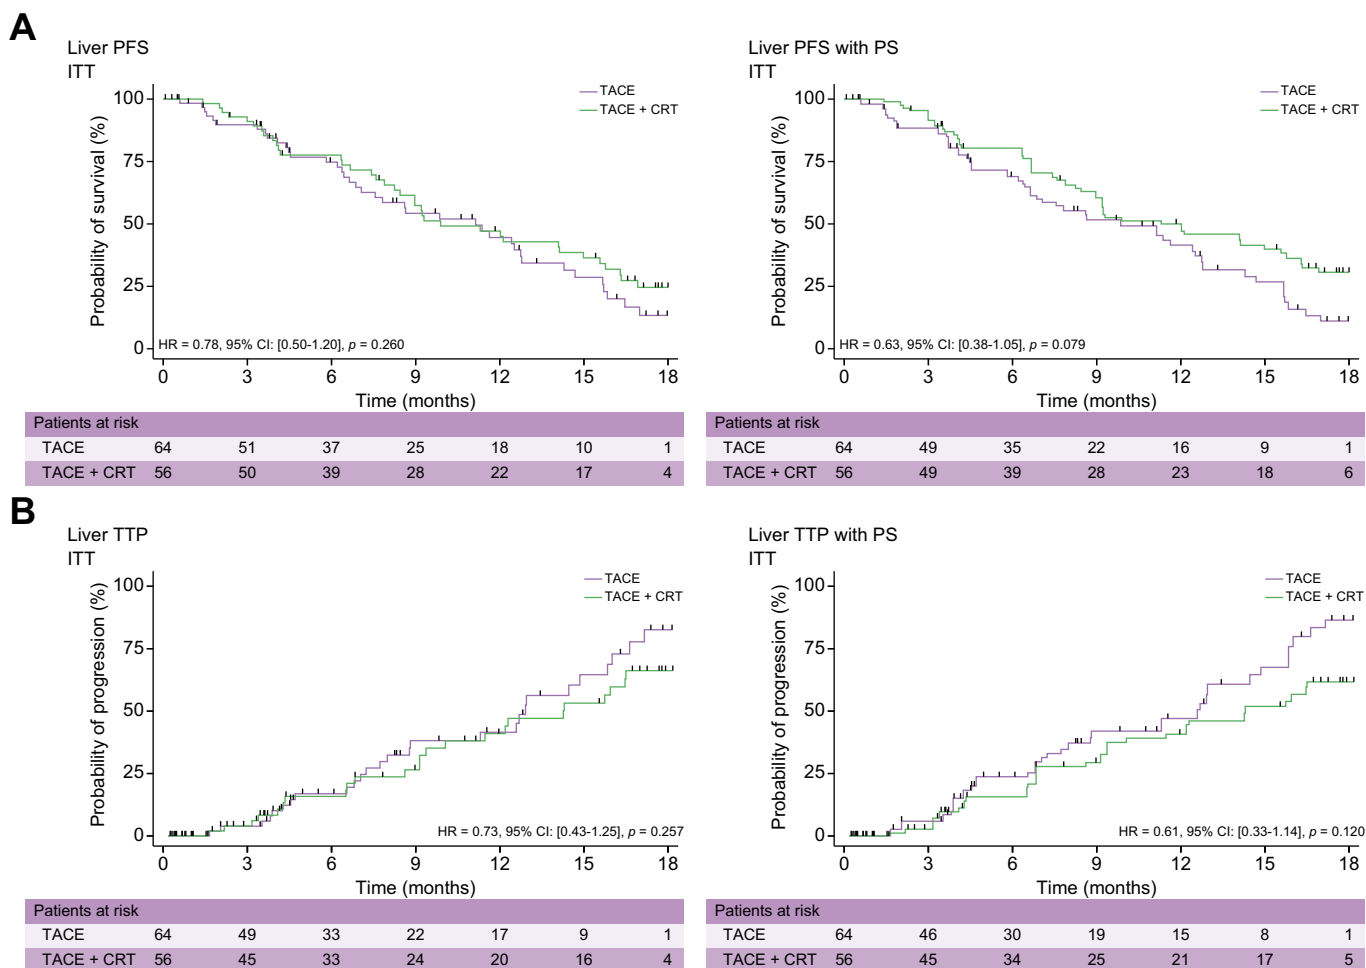 A
Liver PFS
ITT
TACE
TACE + CRT
Probability of survival (%)
100
75
50
25
0
HR = 0.78, 95% CI: [0.50-1.20], p = 0.260
0 3 6 9 12 15 18
Time (months)
Patients at risk
TACE 64 51 37 25 18 10 1
TACE + CRT 56 50 39 28 22 17 4
Liver PFS with PS
ITT
TACE
TACE + CRT
Probability of survival (%)
100
75
50
25
0
HR = 0.63, 95% CI: [0.38-1.05], p = 0.079
0 3 6 9 12 15 18
Time (months)
Patients at risk
TACE 64 49 35 22 16 9 1
TACE + CRT 56 49 39 28 23 18 6
B
Liver TTP
ITT
TACE
TACE + CRT
Probability of progression (%)
100
75
50
25
0
HR = 0.73, 95% CI: [0.43-1.25], p = 0.257
0 3 6 9 12 15 18
Time (months)
Patients at risk
TACE 64 49 33 22 17 9 1
TACE + CRT 56 45 33 24 20 16 4
Liver TTP with PS
ITT
TACE
TACE + CRT
Probability of progression (%)
100
75
50
25
0
HR = 0.61, 95% CI: [0.33-1.14], p = 0.120
0 3 6 9 12 15 18
Time (months)
Patients at risk
TACE 64 46 30 19 15 8 1
TACE + CRT 56 45 34 25 21 17 5